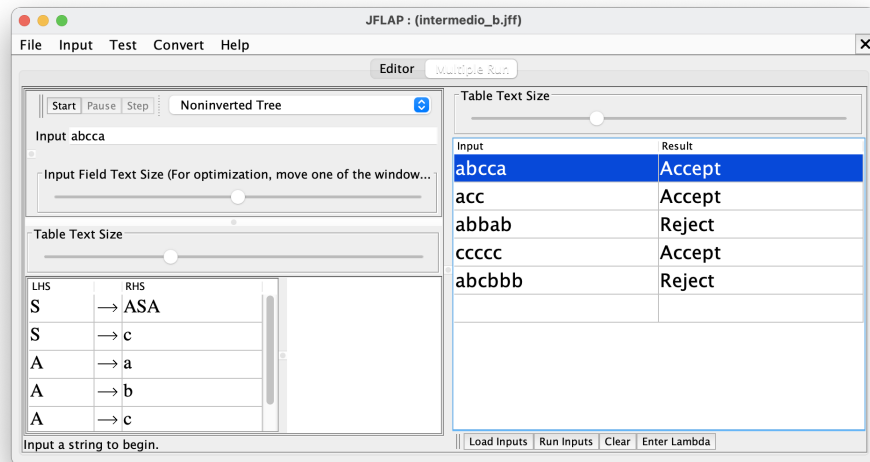 JFLAP : (intermedio_b.jff)
File Input Test Convert Help
Editor Multiple Run
Start Pause Step Noninverted Tree
Input abcca
Input Field Text Size (For optimization, move one of the window...
Table Text Size
LHS RHS
S → ASA
S → c
A → a
A → b
A → c
Input a string to begin.
Table Text Size
Input Result
abcca Accept
acc Accept
abbab Reject
ccccc Accept
abcbbb Reject
Load Inputs Run Inputs Clear Enter Lambda